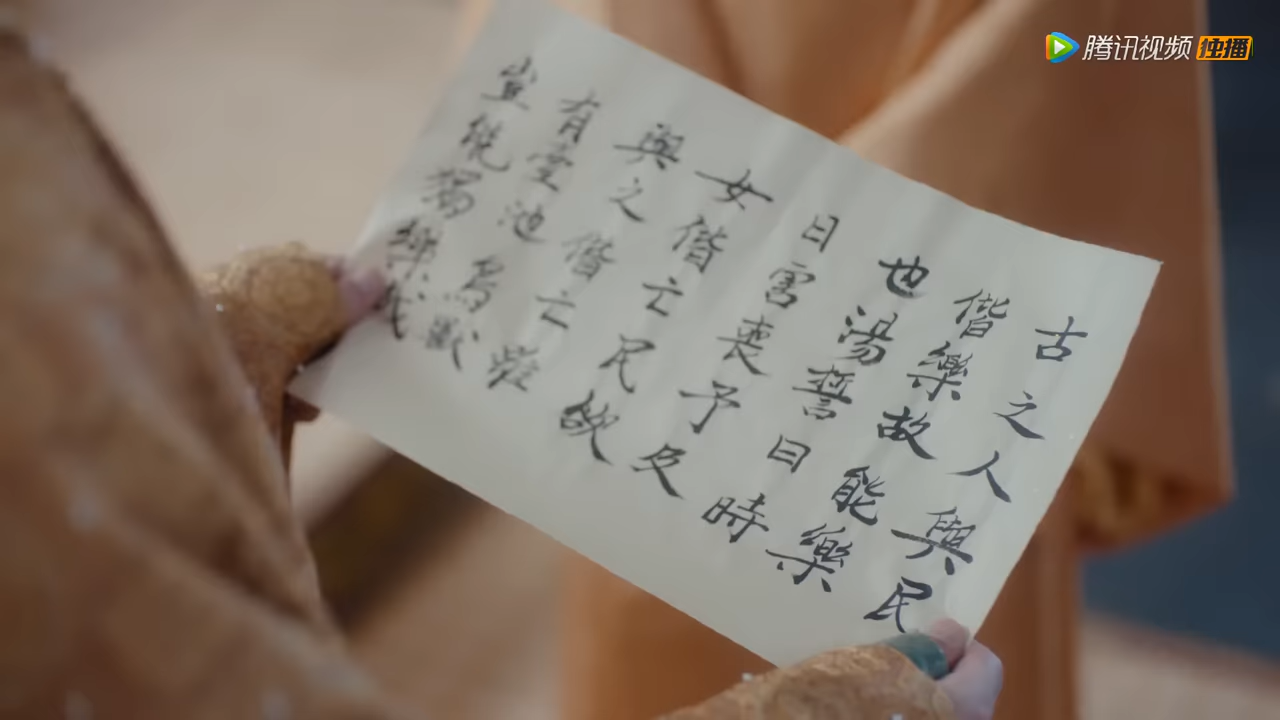 古之人與民
偕樂故能樂
也湯誓曰時
日害喪予及
女偕亡民欲
與之偕亡雖
有臺池鳥獸
豈能獨樂哉
腾讯视频 独播